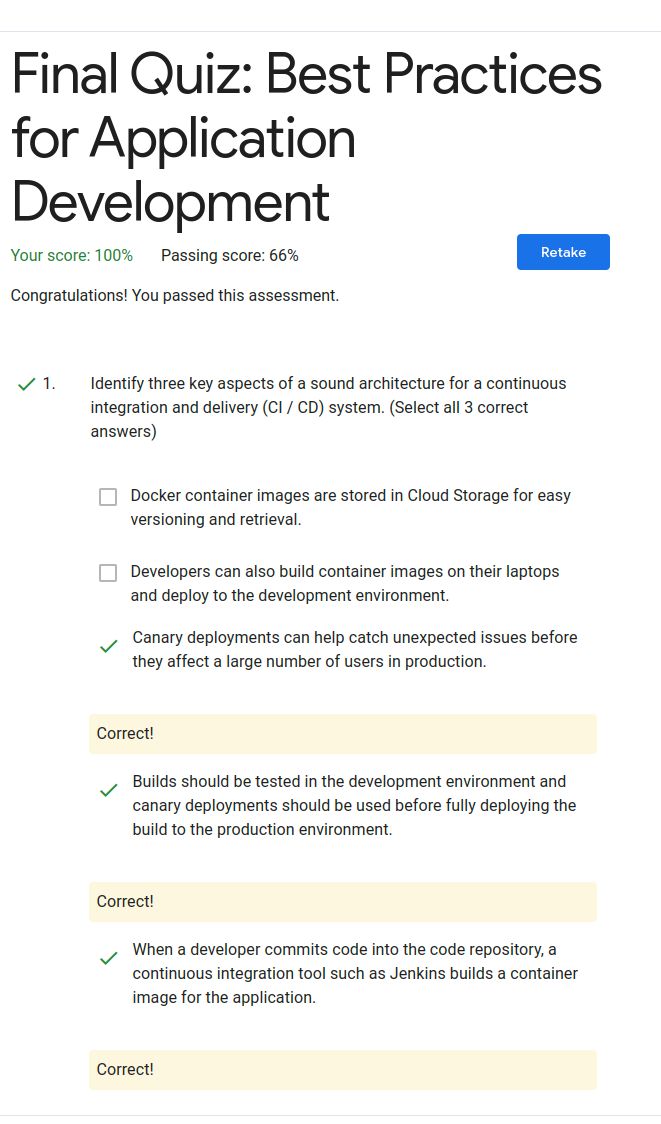 Final Quiz: Best Practices
for Application
Development
Your score: 100% Passing score: 66%
Retake
Congratulations! You passed this assessment.
1. Identify three key aspects of a sound architecture for a continuous
integration and delivery (CI / CD) system. (Select all 3 correct
answers)
Docker container images are stored in Cloud Storage for easy
versioning and retrieval.
Developers can also build container images on their laptops
and deploy to the development environment.
Canary deployments can help catch unexpected issues before
they affect a large number of users in production.
Correct!
Builds should be tested in the development environment and
canary deployments should be used before fully deploying the
build to the production environment.
Correct!
When a developer commits code into the code repository, a
continuous integration tool such as Jenkins builds a container
image for the application.
Correct!